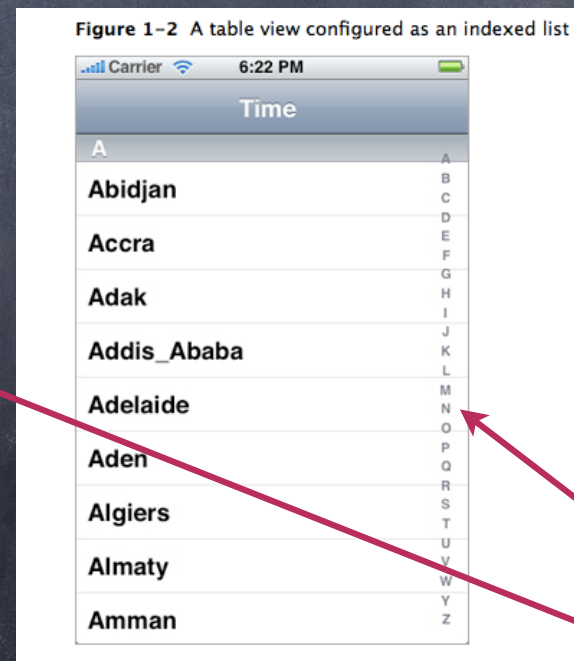 Figure 1-2 A table view configured as an indexed list
Carrier 6:22 PM
Time
A
Abidjan
Accra
Adak
Addis_Ababa
Adelaide
Aden
Algiers
Almaty
Amman
A
B
C
D
E
F
G
H
I
J
K
L
M
N
O
P
Q
R
S
T
U
V
W
Y
Z